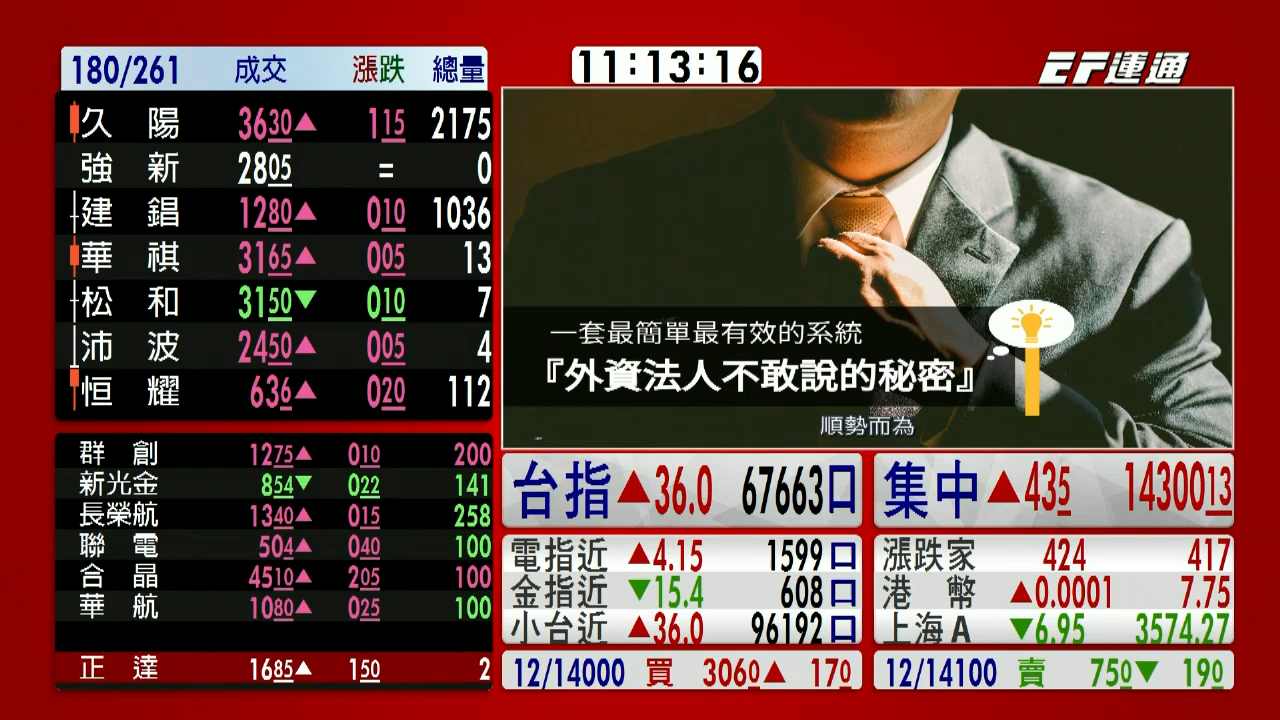 180/261 成交 漲跌 總量
11:13:16
EF運通
久陽 3630▲ 115 2175
強新 2805 = 0
建錩 1280▲ 010 1036
華祺 3165▲ 005 13
松和 3150▼ 010 7
沛波 2450▲ 005 4
恒耀 636▲ 020 112
一套最簡單最有效的系統
『外資法人不敢說的秘密』
順勢而為
群創 1275▲ 010 200
新光金 854▼ 022 141
長榮航 1340▲ 015 258
聯電 504▲ 040 100
合晶 4510▲ 205 100
華航 1080▲ 025 100
正達 1685▲ 150 2
台指▲36.0 67663口
集中▲435 1430013
電指近 ▲4.15 1599口
金指近 ▼15.4 608口
小台近 ▲36.0 96192口
漲跌家 424 417
港幣 ▲0.0001 7.75
上海A ▼6.95 3574.27
12/14000 買 3060▲ 170
12/14100 賣 750▼ 190